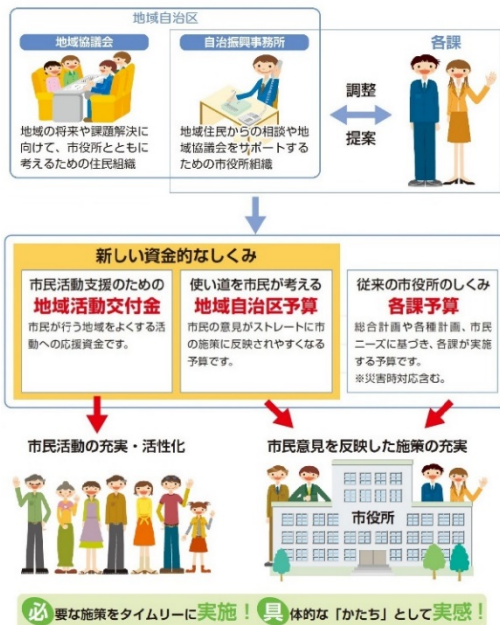 地域自治区
地域協議会
地域の将来や課題解決に
向けて、市役所とともに
考えるための住民組織
自治振興事務所
地域住民からの相談や地
域協議会をサポートする
ための市役所組織
調整
提案
各課
新しい資金的なしくみ
市民活動支援のための
地域活動交付金
市民が行う地域をよくする活
動への応援資金です。
使い道を市民が考える
地域自治区予算
市民の意見がストレートに市
の施策に反映されやすくなる
予算です。
従来の市役所のしくみ
各課予算
総合計画や各種計画、市民
ニーズに基づき、各課が実施
する予算です。
※災害時対応含む。
市民活動の充実・活性化
市民意見を反映した施策の充実
市役所
必要な施策をタイムリーに実施！具体的な「かたち」として実感！